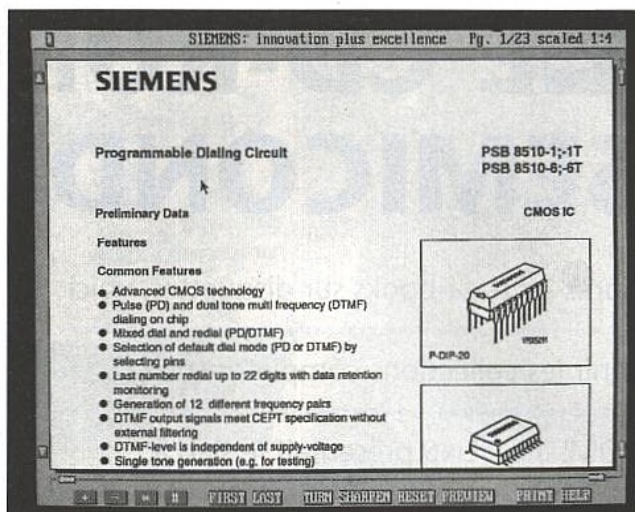 SIEMENS: innovation plus excellence Pg. 1/23 scaled 1:4
SIEMENS
Programmable Dialing Circuit
PSB 8510-1;-1T
PSB 8510-6;-6T
Preliminary Data
CMOS IC
Features
Common Features
● Advanced CMOS technology
● Pulse (PD) and dual tone multi frequency (DTMF)
dialing on chip
● Mixed dial and redial (PD/DTMF)
● Selection of default dial mode (PD or DTMF) by
selecting pins
● Last number redial up to 22 digits with data retention
monitoring
● Generation of 12 different frequency pairs
● DTMF output signals meet CEPT specification without
external filtering
● DTMF-level is independent of supply-voltage
● Single tone generation (e.g. for testing)
P-DIP-20
+ - « # FIRST LAST TURN SHARPEN RESET PREVIEW PRINT HELP